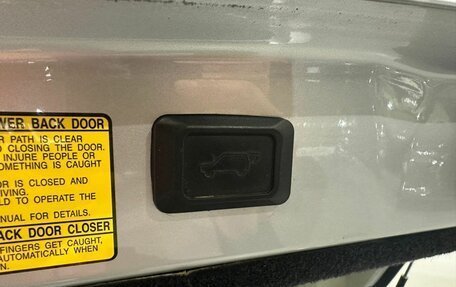 WER BACK DOOR
R PATH IS CLEAR
D CLOSING THE DOOR.
INJURE PEOPLE OR
OMETHING IS CAUGHT
OR IS CLOSED AND
IVING.
LD TO OPERATE THE
NUAL FOR DETAILS.
ACK DOOR CLOSER
FINGERS GET CAUGHT,
AUTOMATICALLY WHEN
N.